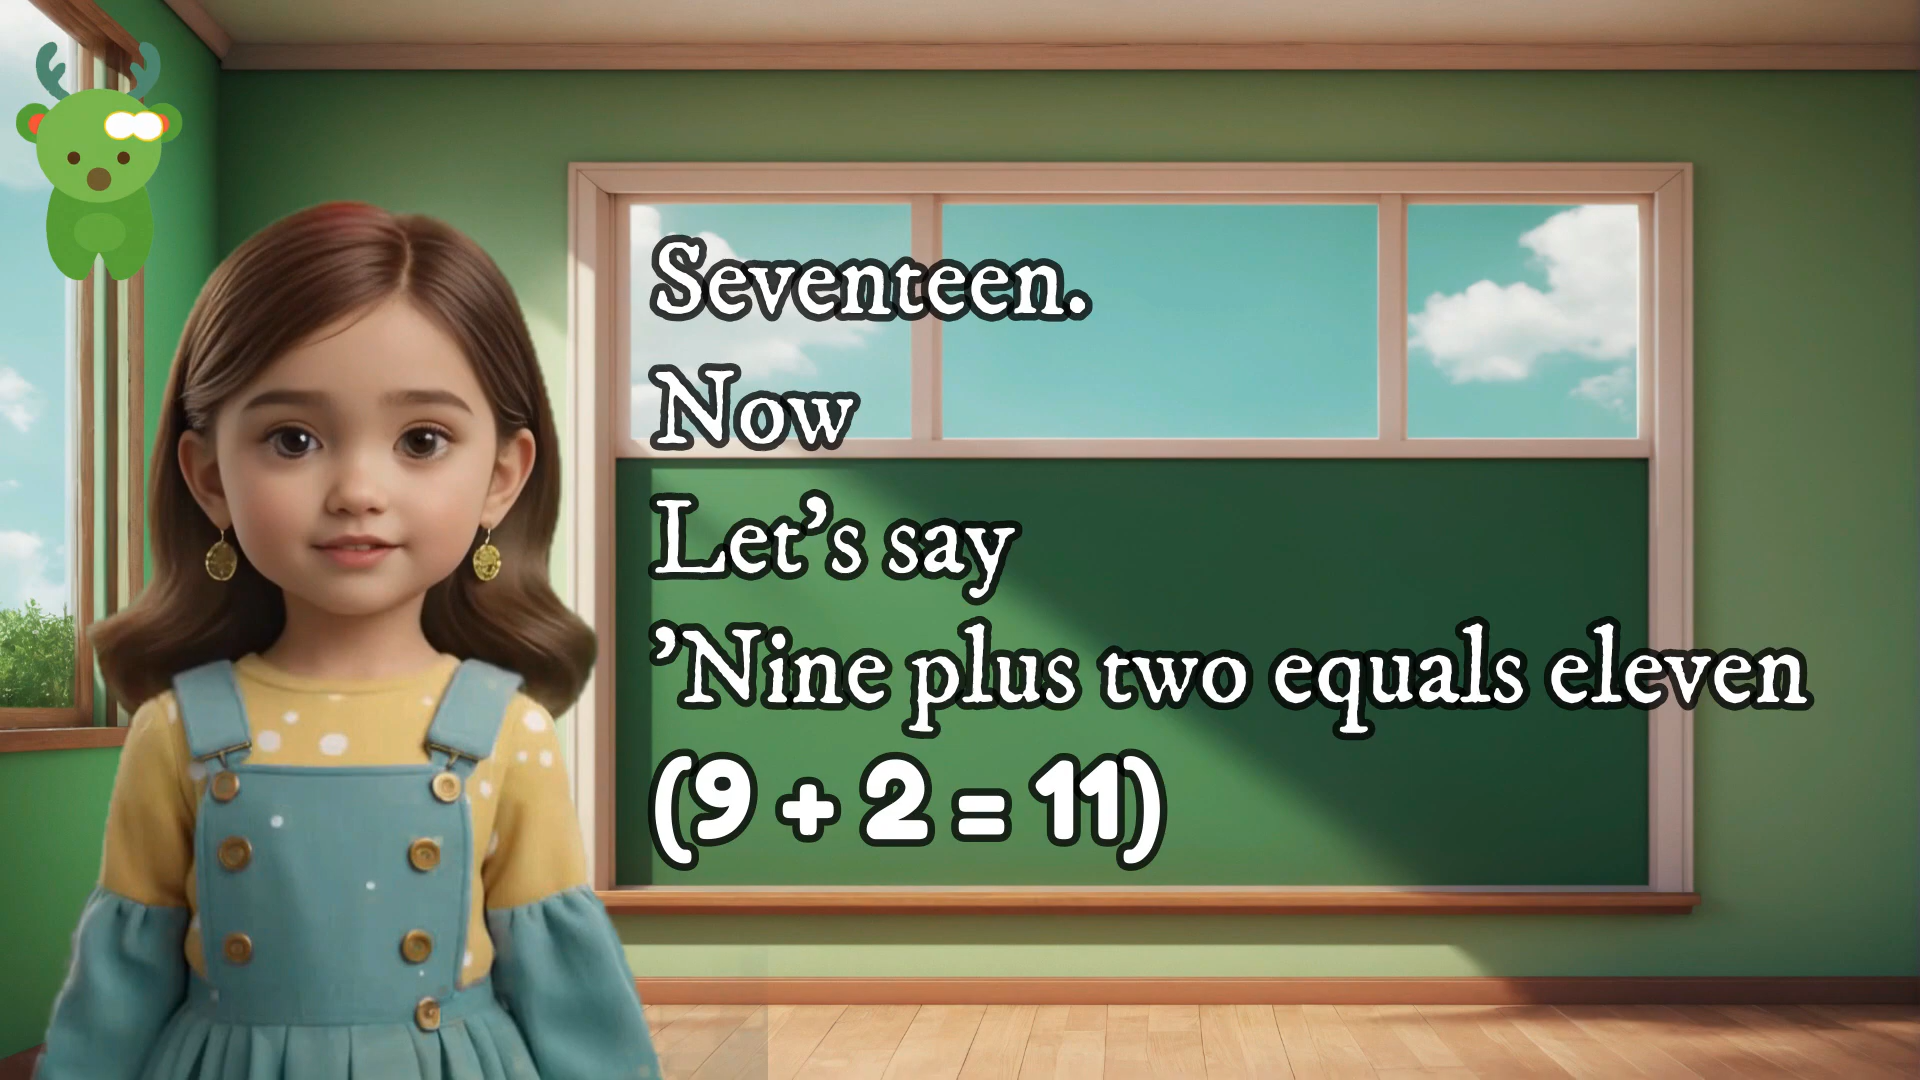 Seventeen.
Now
Let’s say
’Nine plus two equals eleven
(9 + 2 = 11)